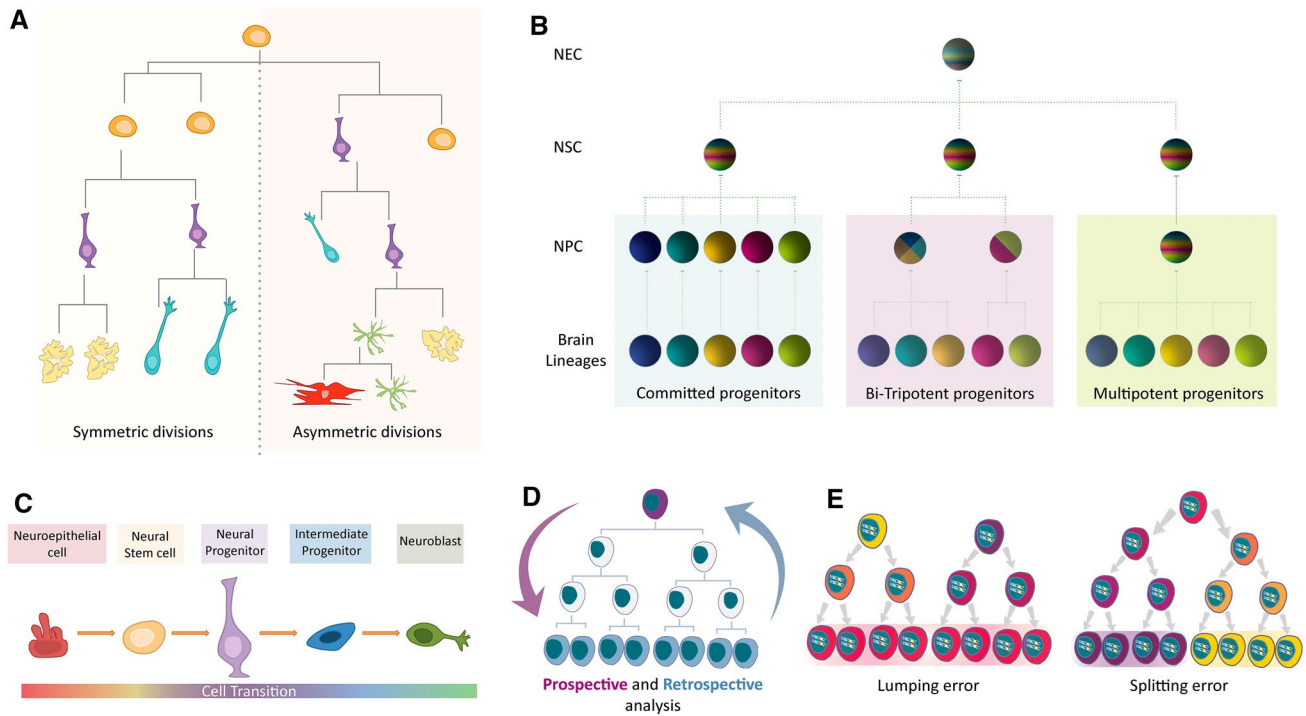 A
Symmetric divisions
Asymmetric divisions
B
NEC
NSC
NPC
Brain
Lineages
Committed progenitors
Bi-Tripotent progenitors
Multipotent progenitors
C
Neuroepithelial
cell
Neural
Stem cell
Neural
Progenitor
Intermediate
Progenitor
Neuroblast
Cell Transition
D
Prospective and Retrospective
analysis
E
Lumping error
Splitting error